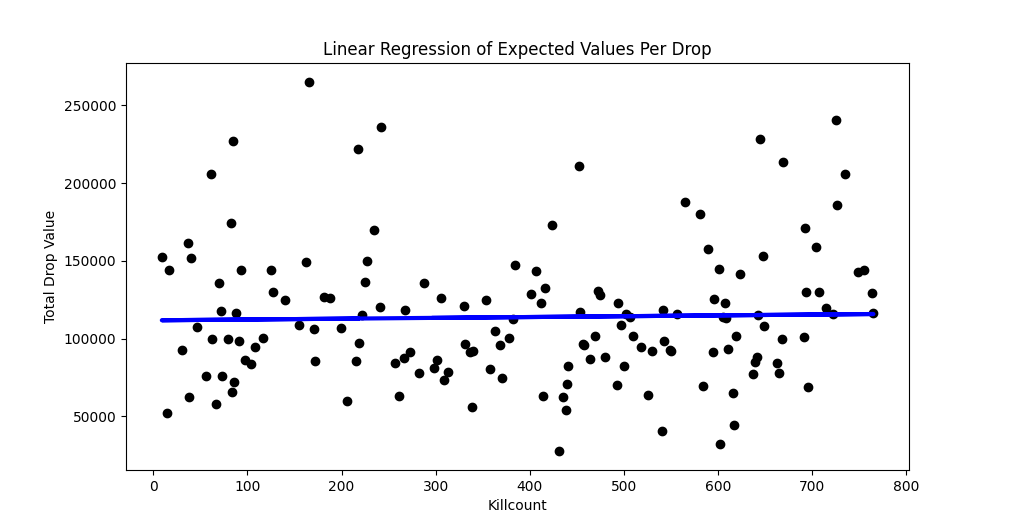 Linear Regression of Expected Values Per Drop
250000
200000
150000
100000
50000
Total Drop Value
0 100 200 300 400 500 600 700 800
Killcount